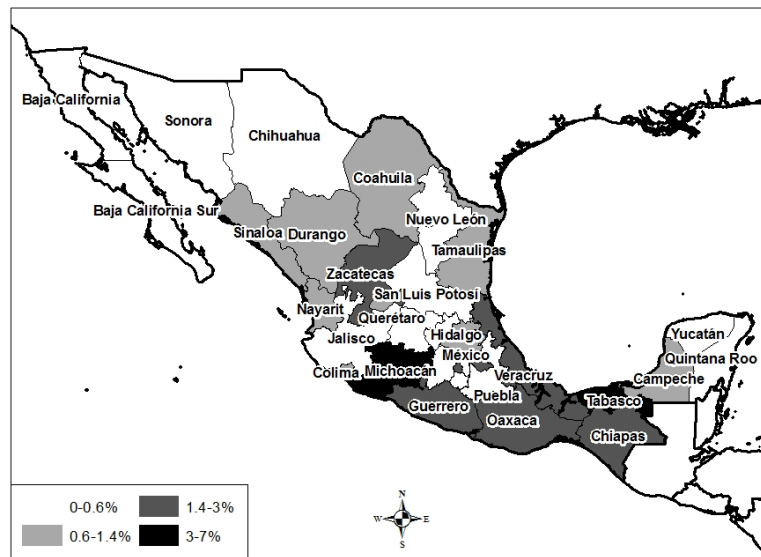 Baja California
Sonora
Chihuahua
Coahuila
Baja California Sur
Nuevo León
Sinaloa
Durango
Tamaulipas
Zacatecas
San Luis Potosí
Nayarit
Querétaro
Hidalgo
Yucatán
Jalisco
México
Quintana Roo
Colima
Michoacán
Veracruz
Campeche
Puebla
Tabasco
Guerrero
Oaxaca
Chiapas
0-0.6%
1.4-3%
0.6-1.4%
3-7%
N
W
E
S